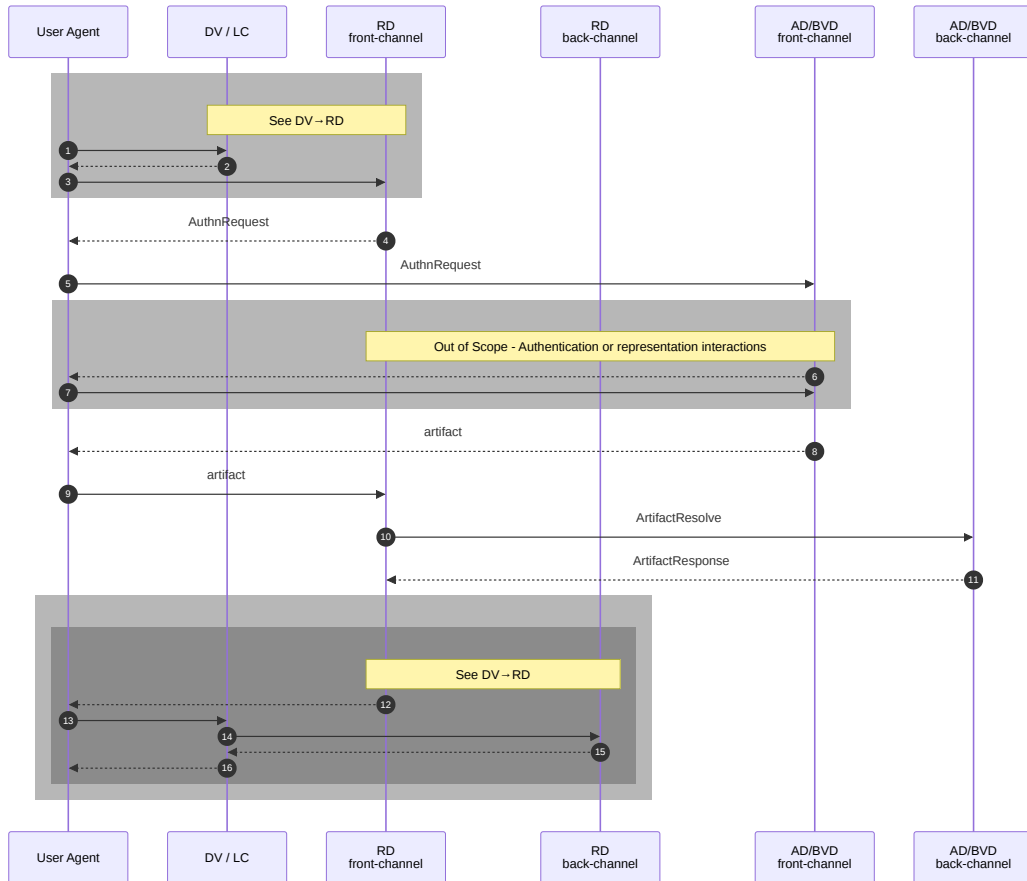 User Agent
DV / LC
RD
front-channel
RD
back-channel
AD/BVD
front-channel
AD/BVD
back-channel
See DV→RD
1
2
3
AuthnRequest
4
AuthnRequest
5
Out of Scope - Authentication or representation interactions
6
7
artifact
8
artifact
9
ArtifactResolve
10
ArtifactResponse
11
See DV→RD
12
13
14
15
16
User Agent
DV / LC
RD
front-channel
RD
back-channel
AD/BVD
front-channel
AD/BVD
back-channel